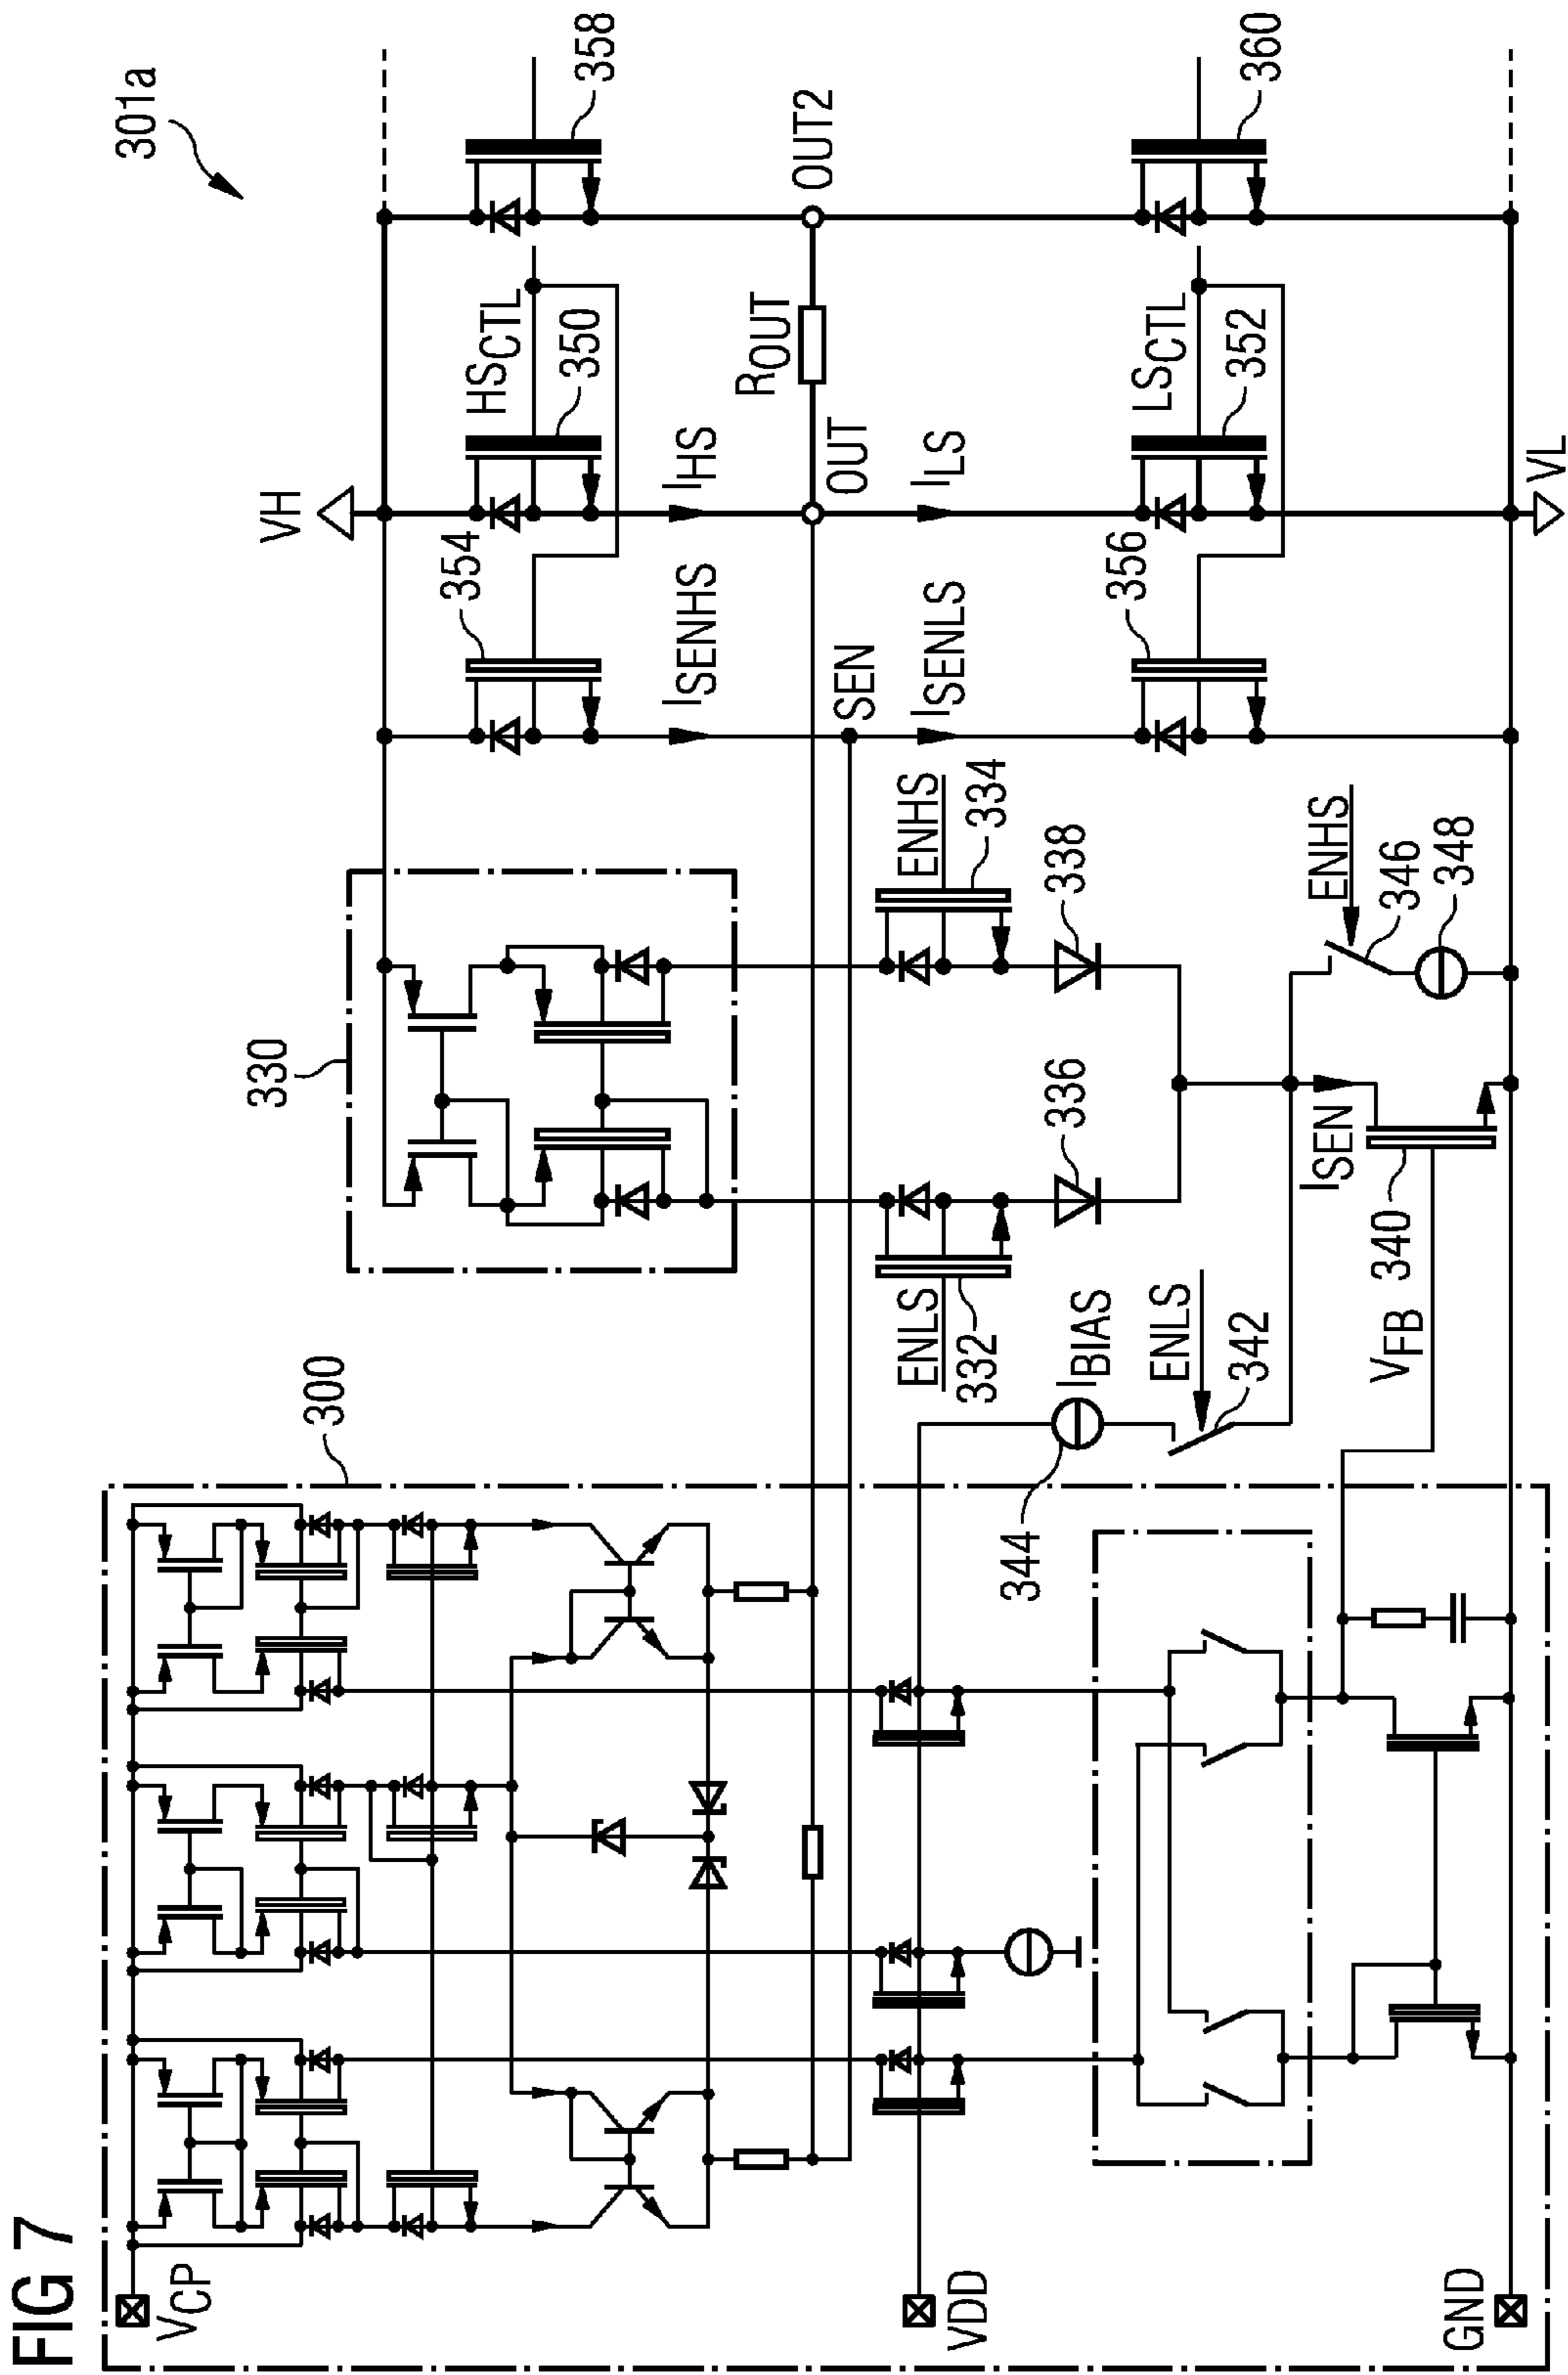 FIG 7
301a
VH
330
300
354
HSCTL
350
358
VCP
ISENHS
IHS
ROUT
OUT
OUT2
SEN
ENLS
332
ENHS
334
ISENLS
ILS
VDD
344
IBIAS
336
338
ENLS
342
356
LSCTL
352
360
ENHS
346
348
ISEN
340
VFB
GND
VL